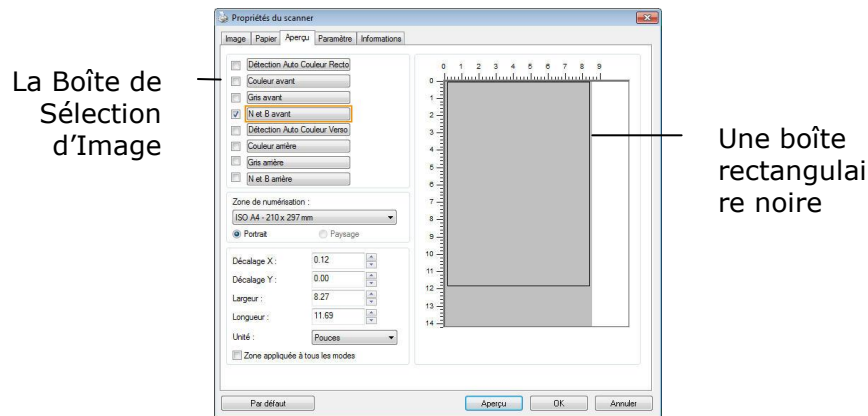 Propriétés du scanner
Image Papier Aperçu Paramètre Informations
La Boîte de
Sélection
d'Image
Détection Auto Couleur Recto
Couleur avant
Gris avant
N et B avant
Détection Auto Couleur Verso
Couleur arrière
Gris arrière
N et B arrière
Zone de numérisation :
ISO A4 - 210 x 297 mm
Portrait Paysage
Décalage X : 0.12
Décalage Y : 0.00
Largeur : 8.27
Longueur : 11.69
Unité : Pouces
Zone appliquée à tous les modes
0 1 2 3 4 5 6 7 8 9
0
1
2
3
4
5
6
7
8
9
10
11
12
13
14
Une boîte
rectangulai
re noire
Par défaut Aperçu OK Annuler